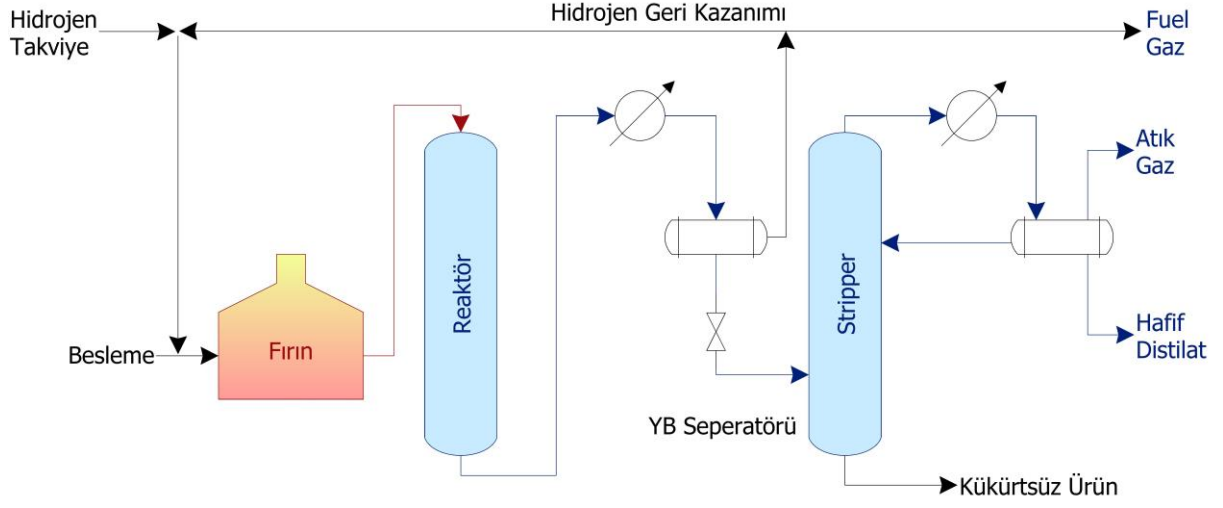 Hidrojen
Takviye
Hidrojen Geri Kazanımı
Fuel
Gaz
Atık
Gaz
Reaktör
Stripper
Besleme
Fırın
Hafif
Distilat
YB Seperatörü
Kükürtsüz Ürün